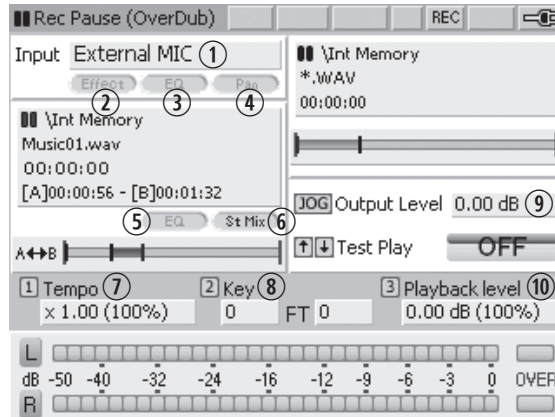 Rec Pause (OverDub) REC
Input External MIC ①
Effect EQ Pan
② ③ ④
\Int Memory
Music01.wav
00:00:00
[A]00:00:56 - [B]00:01:32
⑤ EQ St Mix ⑥
A↔B
\Int Memory
*.WAV
00:00:00
JOG Output Level 0.00 dB ⑨
↑ ↓ Test Play OFF
1 Tempo ⑦ 2 Key ⑧ 3 Playback level ⑩
x 1.00 (100%) 0 FT 0 0.00 dB (100%)
L
dB -50 -40 -32 -24 -16 -12 -9 -6 -3 0 OVER
R